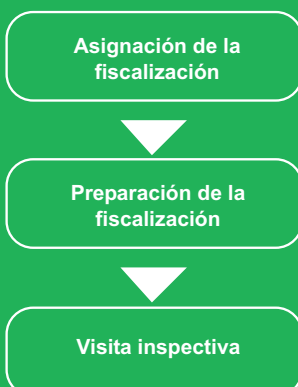 Asignación de la
fiscalización
Preparación de la
fiscalización
Visita inspectiva